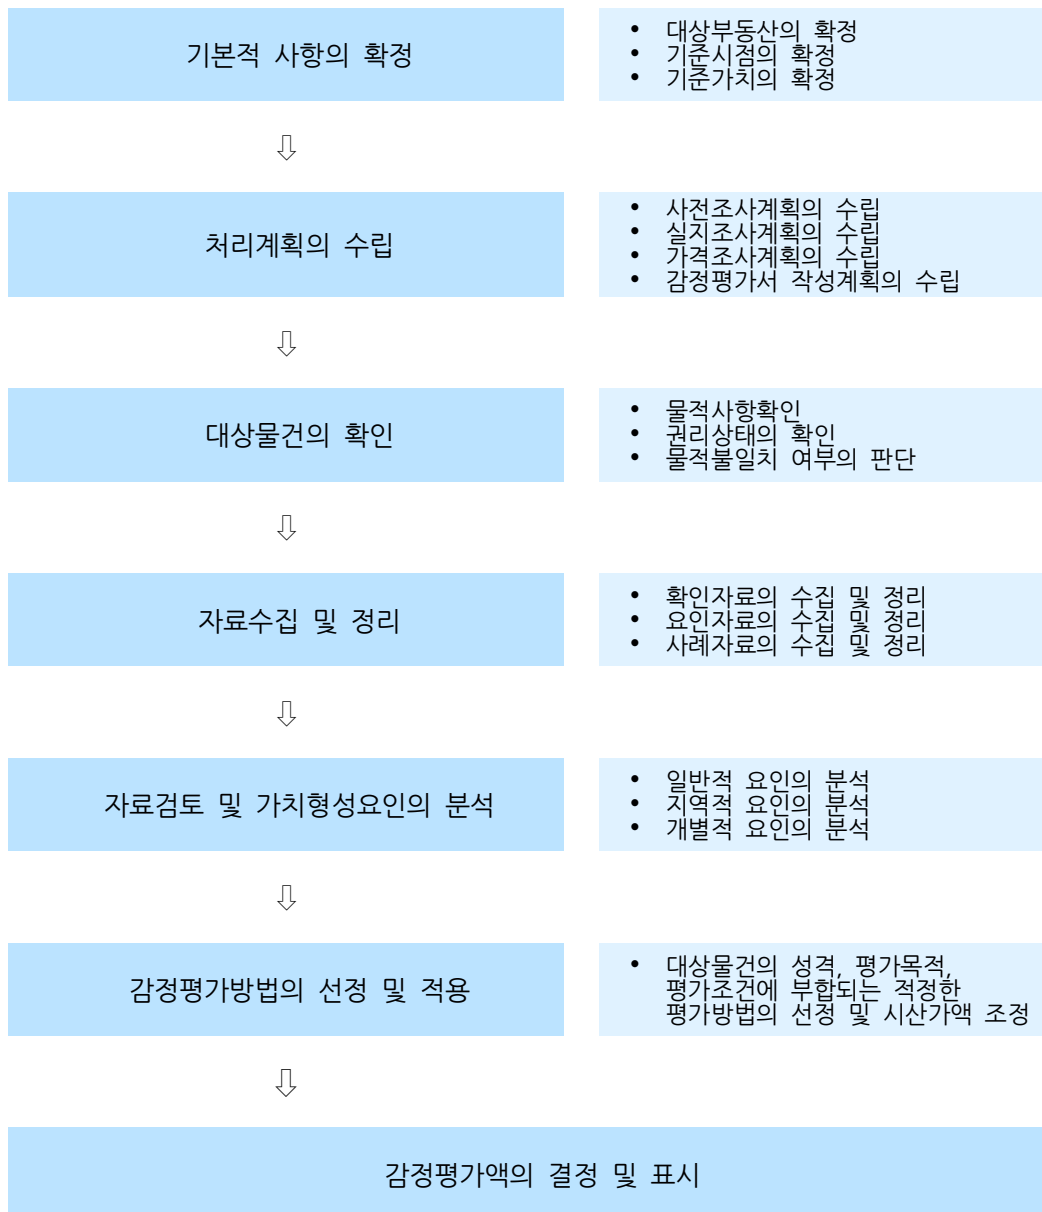 기본적 사항의 확정
• 대상부동산의 확정
• 기준시점의 확정
• 기준가치의 확정
⇩
처리계획의 수립
• 사전조사계획의 수립
• 실지조사계획의 수립
• 가격조사계획의 수립
• 감정평가서 작성계획의 수립
⇩
대상물건의 확인
• 물적사항확인
• 권리상태의 확인
• 물적불일치 여부의 판단
⇩
자료수집 및 정리
• 확인자료의 수집 및 정리
• 요인자료의 수집 및 정리
• 사례자료의 수집 및 정리
⇩
자료검토 및 가치형성요인의 분석
• 일반적 요인의 분석
• 지역적 요인의 분석
• 개별적 요인의 분석
⇩
감정평가방법의 선정 및 적용
• 대상물건의 성격, 평가목적,
평가조건에 부합되는 적정한
평가방법의 선정 및 시산가액 조정
⇩
감정평가액의 결정 및 표시